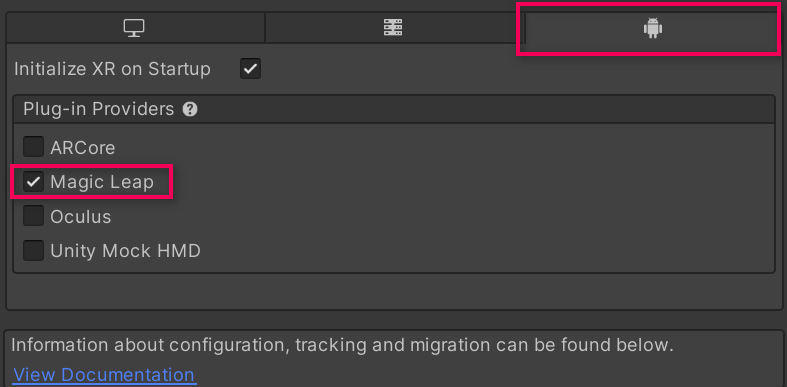 Initialize XR on Startup
Plug-in Providers
ARCore
Magic Leap
Oculus
Unity Mock HMD
Information about configuration, tracking and migration can be found below.
View Documentation